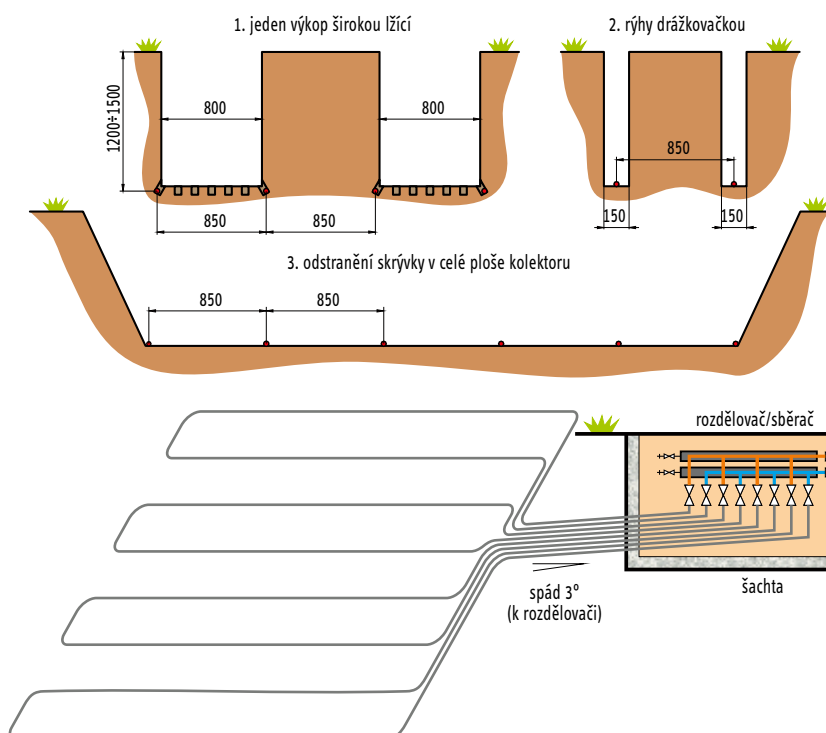 1. jeden výkop širokou lžící
2. rýhy drážkovačkou
1200÷1500
800
800
850
850
850
150
150
3. odstranění skrývky v celé ploše kolektoru
850
850
rozdělovač/sběrač
spád 3°
(k rozdělovači)
šachta